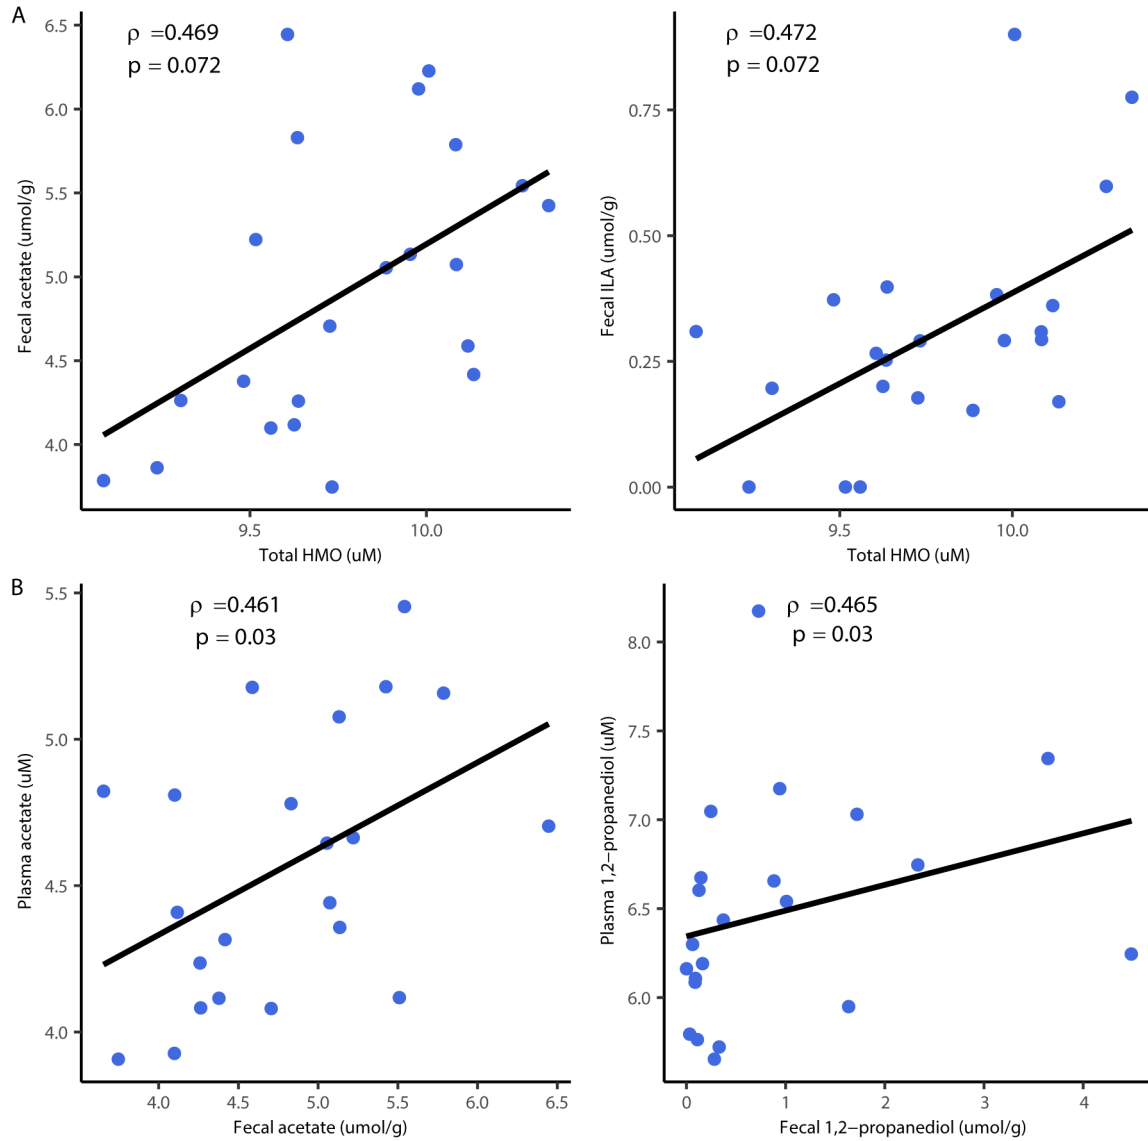 A
ρ =0.469
p = 0.072
6.5
6.0
5.5
5.0
4.5
4.0
Fecal acetate (umol/g)
9.5 10.0
Total HMO (uM)
ρ =0.472
p = 0.072
0.75
0.50
0.25
0.00
Fecal ILA (umol/g)
9.5 10.0
Total HMO (uM)
B
ρ =0.461
p = 0.03
5.5
5.0
4.5
4.0
Plasma acetate (uM)
4.0 4.5 5.0 5.5 6.0 6.5
Fecal acetate (umol/g)
ρ =0.465
p = 0.03
8.0
7.5
7.0
6.5
6.0
Plasma 1,2−propanediol (uM)
0 1 2 3 4
Fecal 1,2−propanediol (umol/g)